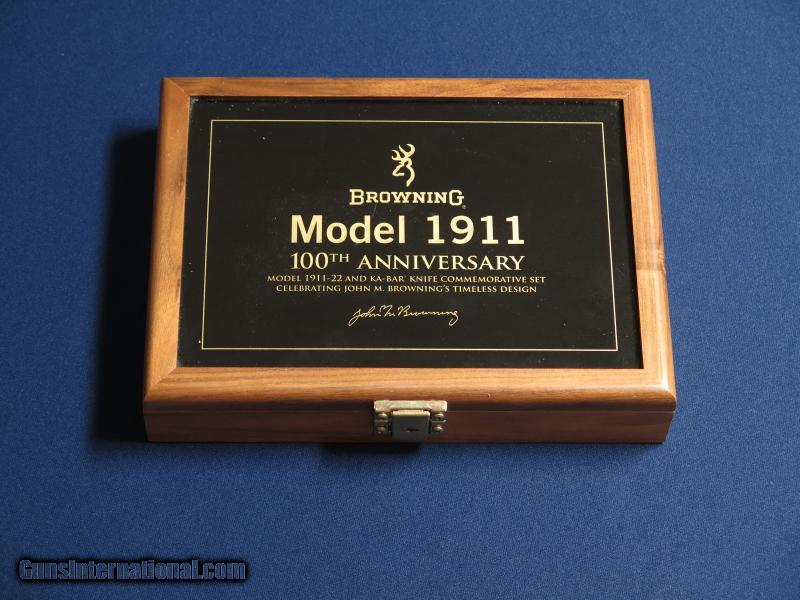 BROWNING®
Model 1911
100TH ANNIVERSARY
MODEL 1911-22 AND KA-BAR® KNIFE COMMEMORATIVE SET
CELEBRATING JOHN M. BROWNING'S TIMELESS DESIGN
John M. Browning
GunsInternational.com